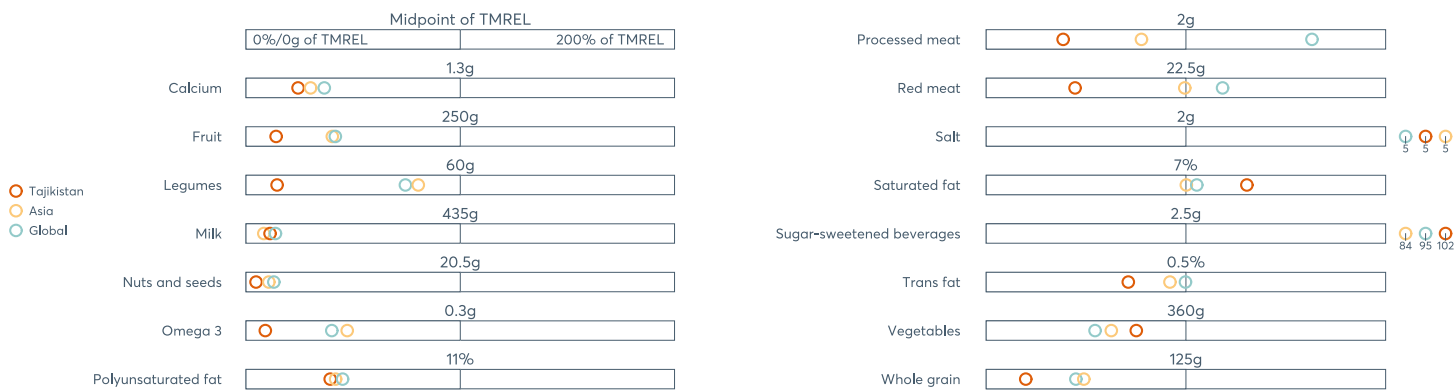 Midpoint of TMREL
0%/0g of TMREL
200% of TMREL
1.3g
Calcium
250g
Fruit
60g
Legumes
435g
Milk
20.5g
Nuts and seeds
0.3g
Omega 3
11%
Polyunsaturated fat
Tajikistan
Asia
Global
2g
Processed meat
22.5g
Red meat
2g
Salt
5 5 5
7%
Saturated fat
2.5g
Sugar-sweetened beverages
84 95 102
0.5%
Trans fat
360g
Vegetables
125g
Whole grain